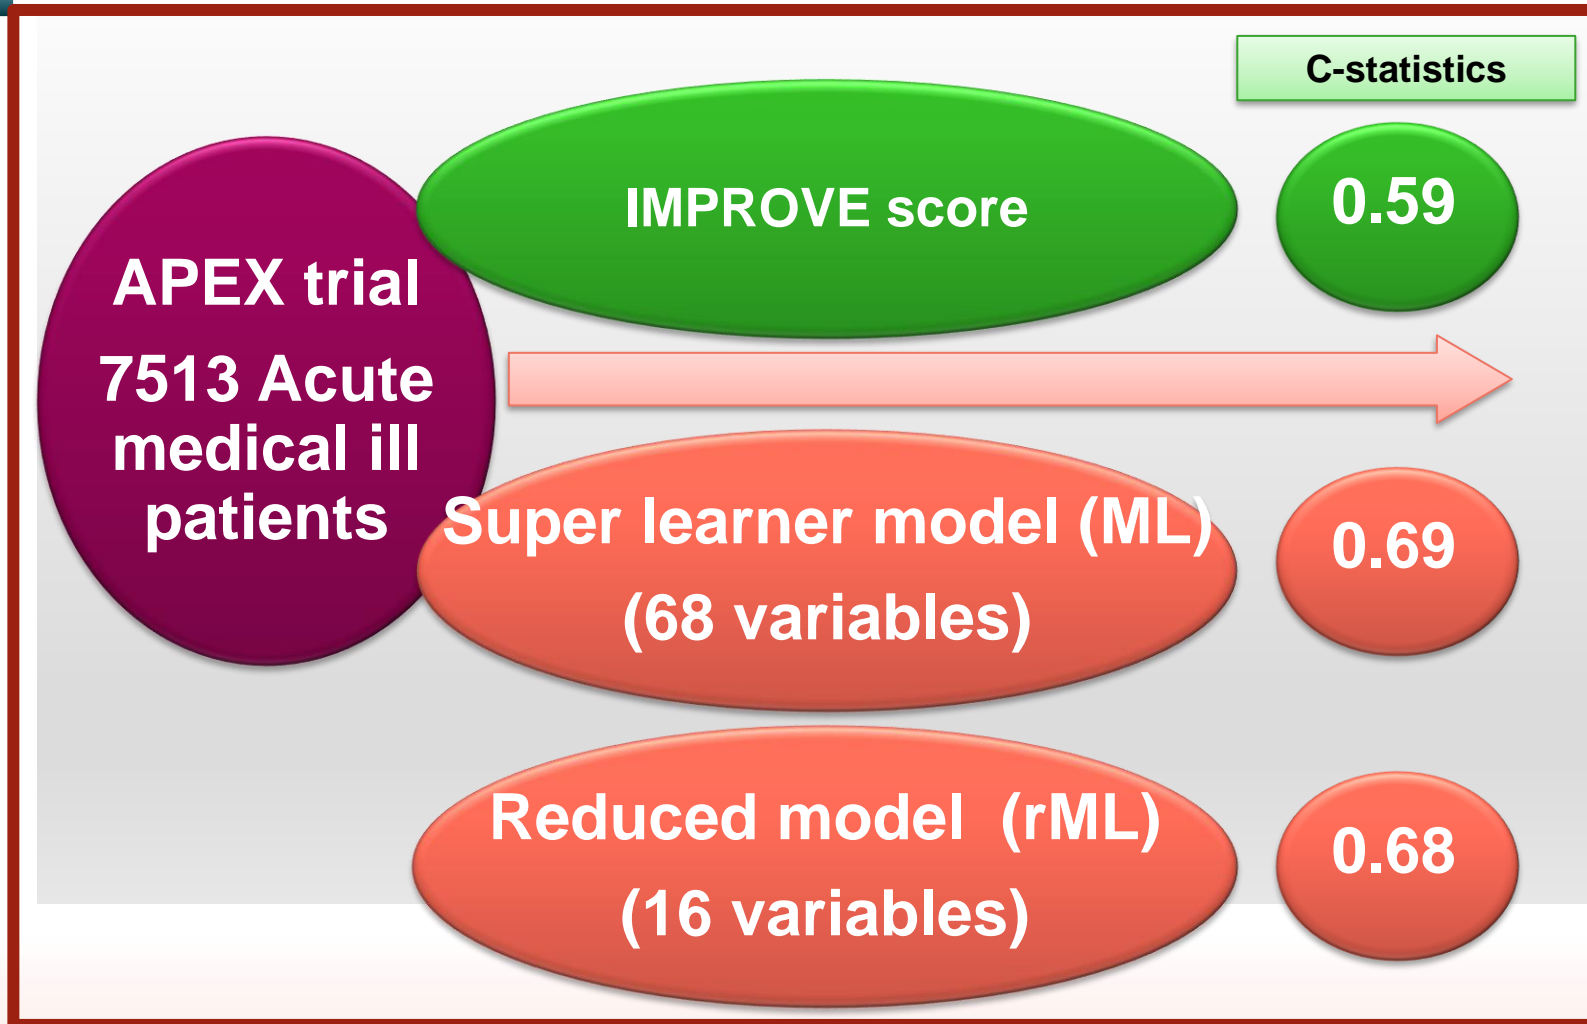 C-statistics
APEX trial
7513 Acute
medical ill
patients
IMPROVE score
0.59
Super learner model (ML)
(68 variables)
0.69
Reduced model  (rML)
(16 variables)
0.68